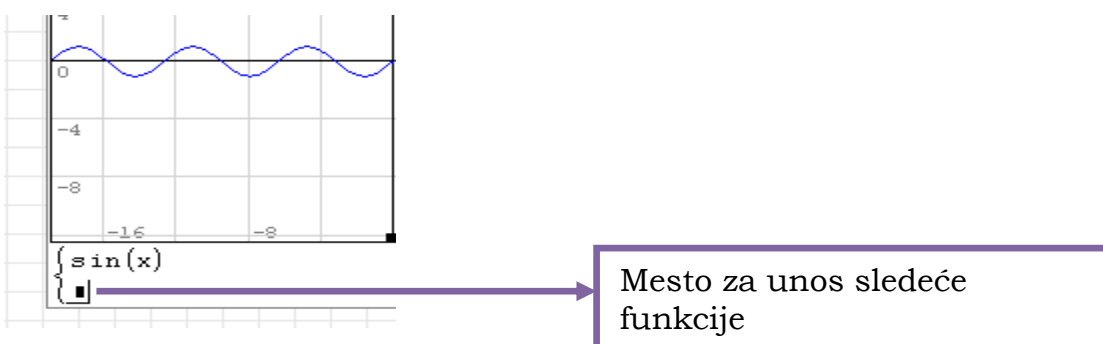 4
0
-4
-8
-16 -8
sin(x)
Mesto za unos sledeće
funkcije